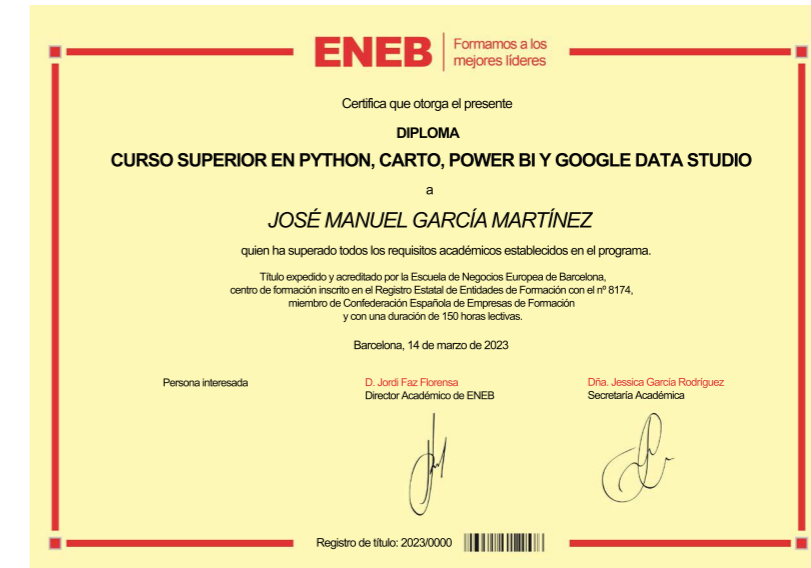 ENEB
Formamos a los
mejores líderes
Certifica que otorga el presente
DIPLOMA
CURSO SUPERIOR EN PYTHON, CARTO, POWER BI Y GOOGLE DATA STUDIO
a
JOSÉ MANUEL GARCÍA MARTÍNEZ
quien ha superado todos los requisitos académicos establecidos en el programa.
Título expedido y acreditado por la Escuela de Negocios Europea de Barcelona,
centro de formación inscrito en el Registro Estatal de Entidades de Formación con el nº 8174,
miembro de Confederación Española de Empresas de Formación
y con una duración de 150 horas lectivas.
Barcelona, 14 de marzo de 2023
Persona interesada
D. Jordi Faz Florensa
Director Académico de ENEB
Dña. Jessica García Rodríguez
Secretaría Académica
Registro de título: 2023/0000